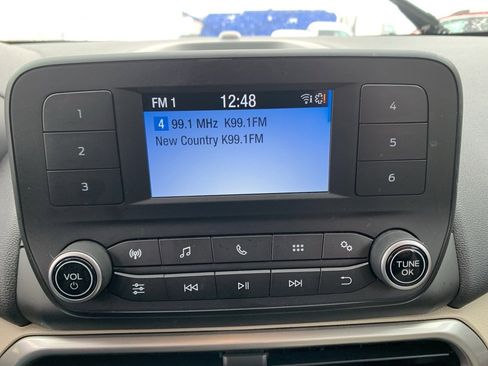 FM 1 12:48
4 99.1 MHz K99.1FM
New Country K99.1FM
1
2
3
4
5
6
VOL
TUNE
OK